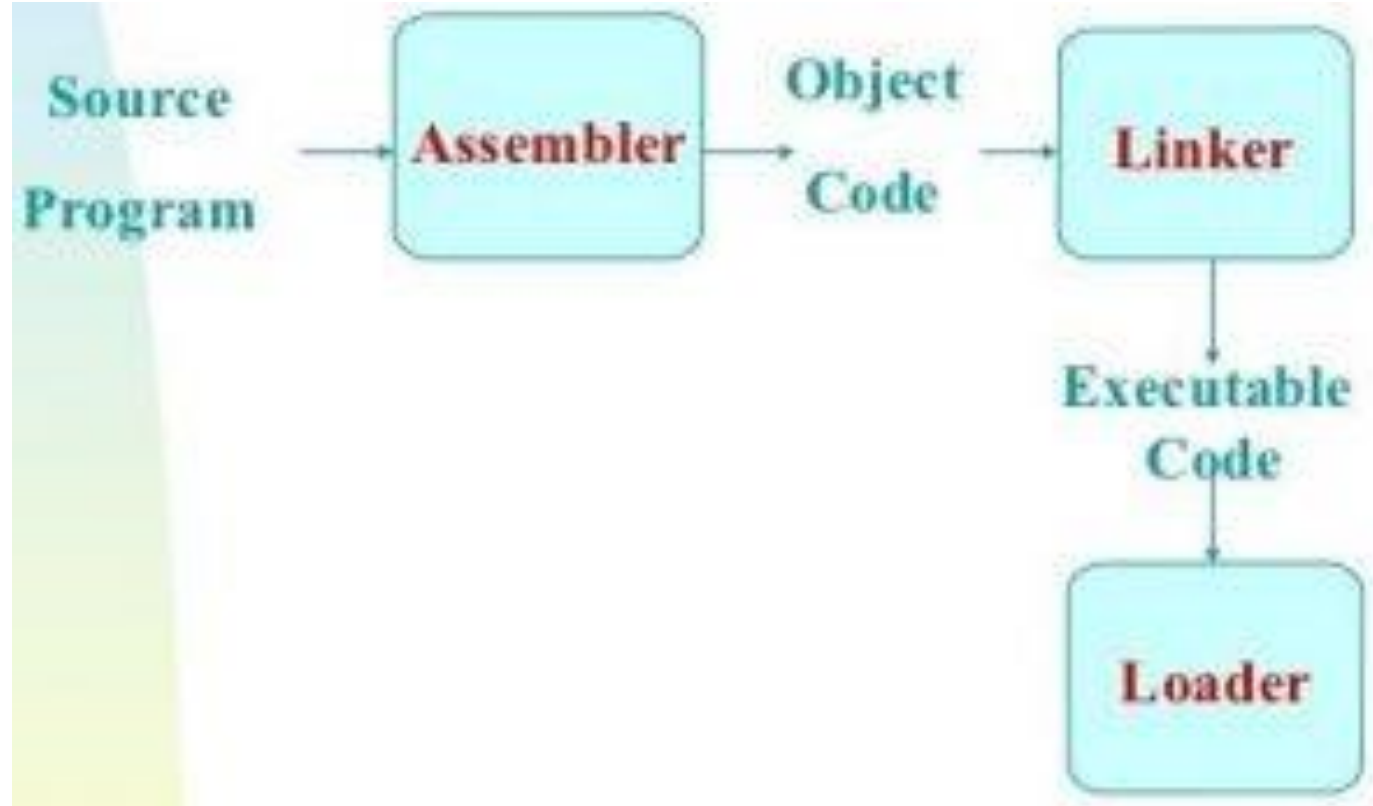 Source
Program
Assembler
Object
Code
Linker
Executable
Code
Loader